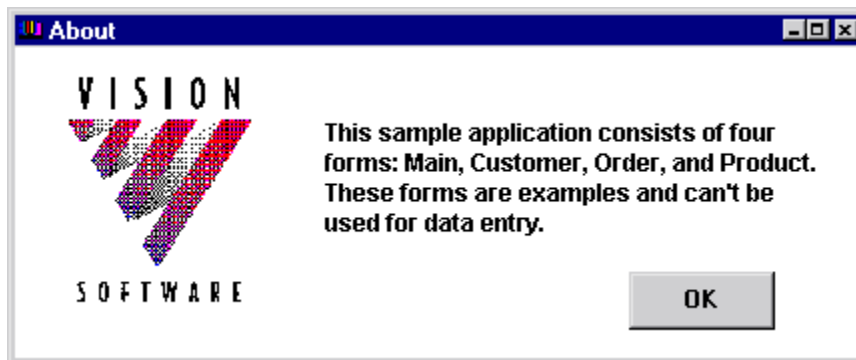 About
VISION
SOFTWARE
This sample application consists of four
forms: Main, Customer, Order, and Product.
These forms are examples and can't be
used for data entry.
OK